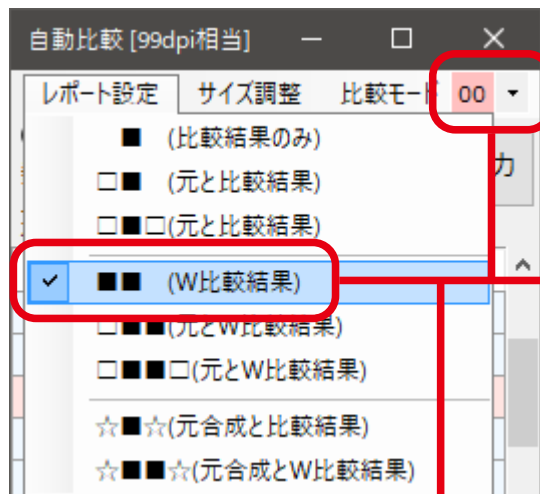 自動比較 [99dpi相当]
レポート設定 サイズ調整 比較モード 00
■ (比較結果のみ)
カ
□■ (元と比較結果)
□■□(元と比較結果)
✓ ■■ (W比較結果)
□■■(元とW比較結果)
□■■□(元とW比較結果)
☆■☆(元合成と比較結果)
☆■■☆(元合成とW比較結果)